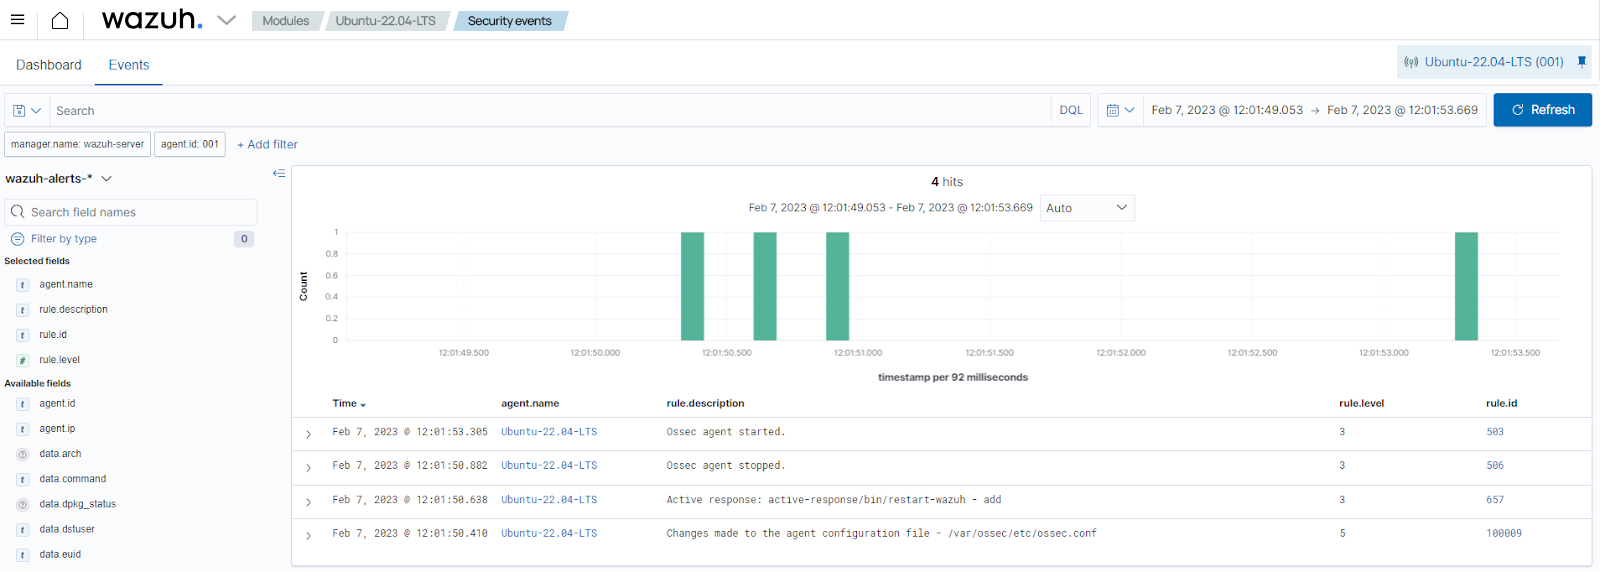 wazuh.
Modules
Ubuntu-22.04-LTS
Security events
Dashboard
Events
Ubuntu-22.04-LTS (001)
Search
DQL
Feb 7, 2023 @ 12:01:49.053 → Feb 7, 2023 @ 12:01:53.669
Refresh
manager.name: wazuh-server
agent.id: 001
+ Add filter
wazuh-alerts-*
Search field names
Filter by type
0
Selected fields
t agent.name
t rule.description
t rule.id
# rule.level
Available fields
t agent.id
t agent.ip
? data.arch
t data.command
? data.dpkg_status
t data.dstuser
t data.euid
4 hits
Feb 7, 2023 @ 12:01:49.053 - Feb 7, 2023 @ 12:01:53.669
Auto
Count
1
0.8
0.6
0.4
0.2
0
12:01:49.500 12:01:50.000 12:01:50.500 12:01:51.000 12:01:51.500 12:01:52.000 12:01:52.500 12:01:53.000 12:01:53.500
timestamp per 92 milliseconds
Time agent.name rule.description rule.level rule.id
Feb 7, 2023 @ 12:01:53.305 Ubuntu-22.04-LTS Ossec agent started. 3 503
Feb 7, 2023 @ 12:01:50.882 Ubuntu-22.04-LTS Ossec agent stopped. 3 506
Feb 7, 2023 @ 12:01:50.638 Ubuntu-22.04-LTS Active response: active-response/bin/restart-wazuh - add 3 657
Feb 7, 2023 @ 12:01:50.410 Ubuntu-22.04-LTS Changes made to the agent configuration file - /var/ossec/etc/ossec.conf 5 100009